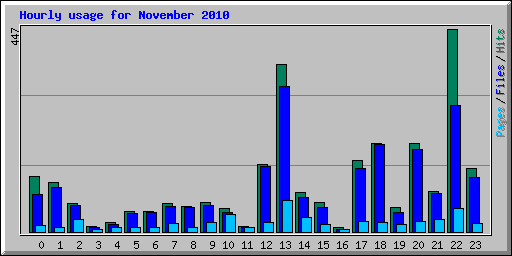 Hourly usage for November 2010
447
Pages/Files/Hits
0 1 2 3 4 5 6 7 8 9 10 11 12 13 14 15 16 17 18 19 20 21 22 23